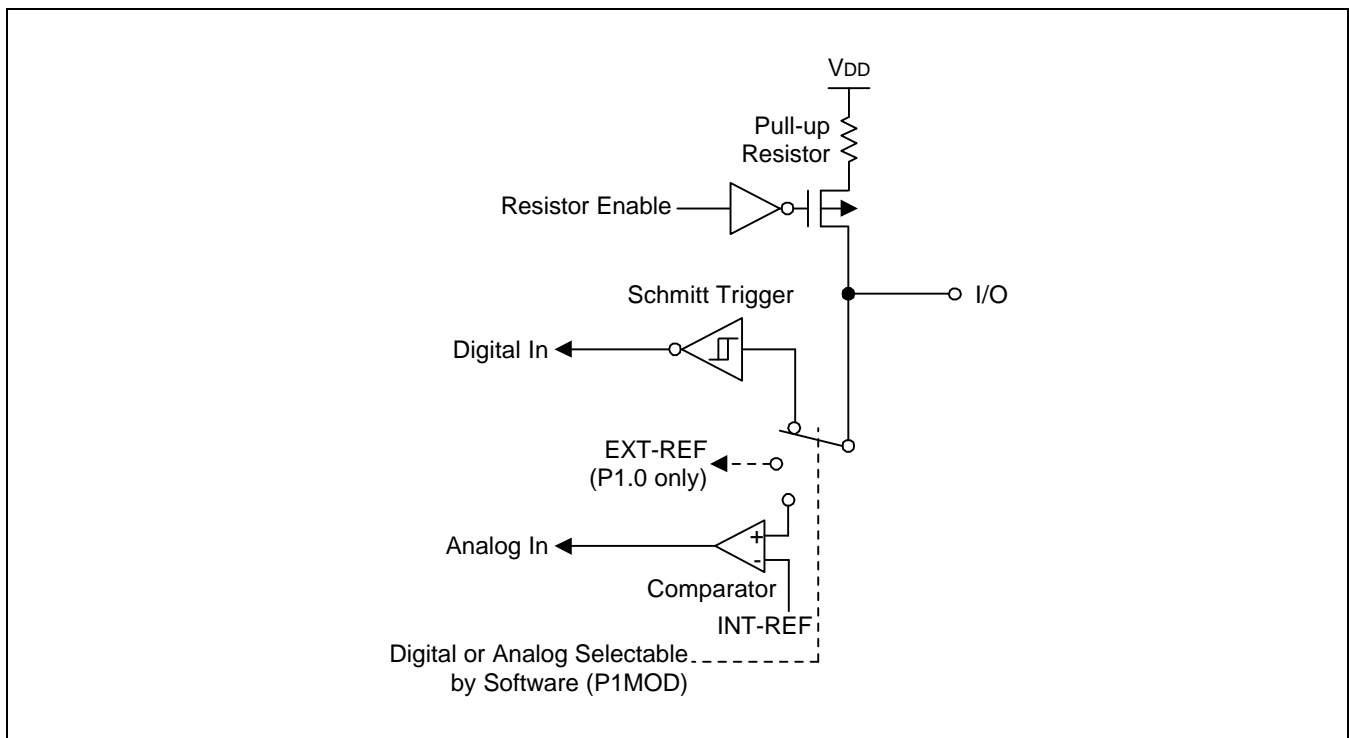 VDD
Pull-up
Resistor
Resistor Enable
Schmitt Trigger
I/O
Digital In
EXT-REF
(P1.0 only)
Analog In
+
-
Comparator
INT-REF
Digital or Analog Selectable
by Software (P1MOD)